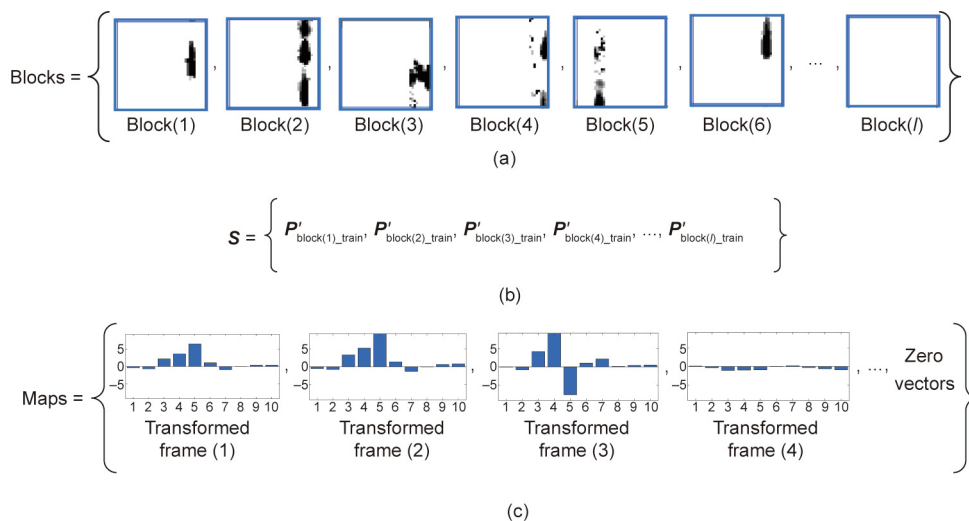 Blocks = { , , , , , , ..., }
Block(1) Block(2) Block(3) Block(4) Block(5) Block(6) Block(l)
(a)
S = { P′block(1)_train, P′block(2)_train, P′block(3)_train, P′block(4)_train, ..., P′block(l)_train }
(b)
Maps = { , , , , ..., Zero vectors }
5 0 −5
1 2 3 4 5 6 7 8 9 10
Transformed frame (1)
5 0 −5
1 2 3 4 5 6 7 8 9 10
Transformed frame (2)
5 0 −5
1 2 3 4 5 6 7 8 9 10
Transformed frame (3)
5 0 −5
1 2 3 4 5 6 7 8 9 10
Transformed frame (4)
(c)